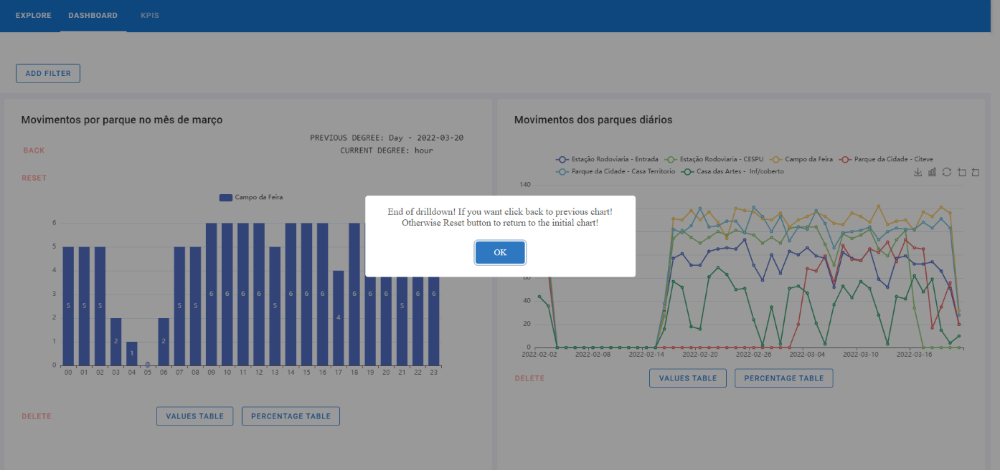 EXPLORE DASHBOARD KPIS
ADD FILTER
Movimentos por parque no mês de março
PREVIOUS DEGREE: Day - 2022-03-20
CURRENT DEGREE: hour
BACK
RESET
Campo da Feira
6
5
4
3
2
1
0
5 5 5 2 1 0 2 5 5 6 6 6 6 5 6 6 6 4 6 6 6 5 6 6
00 01 02 03 04 05 06 07 08 09 10 11 12 13 14 15 16 17 18 19 20 21 22 23
DELETE VALUES TABLE PERCENTAGE TABLE
End of drilldown! If you want click back to previous chart!
Otherwise Reset button to return to the initial chart!
OK
Movimentos dos parques diários
Estação Rodoviaria - Entrada Estação Rodoviaria - CESPU Campo da Feira Parque da Cidade - Citeve
Parque da Cidade - Casa Territorio Casa das Artes - Inf/coberto
140
60
40
20
0
2022-02-02 2022-02-08 2022-02-14 2022-02-20 2022-02-26 2022-03-04 2022-03-10 2022-03-16
DELETE VALUES TABLE PERCENTAGE TABLE